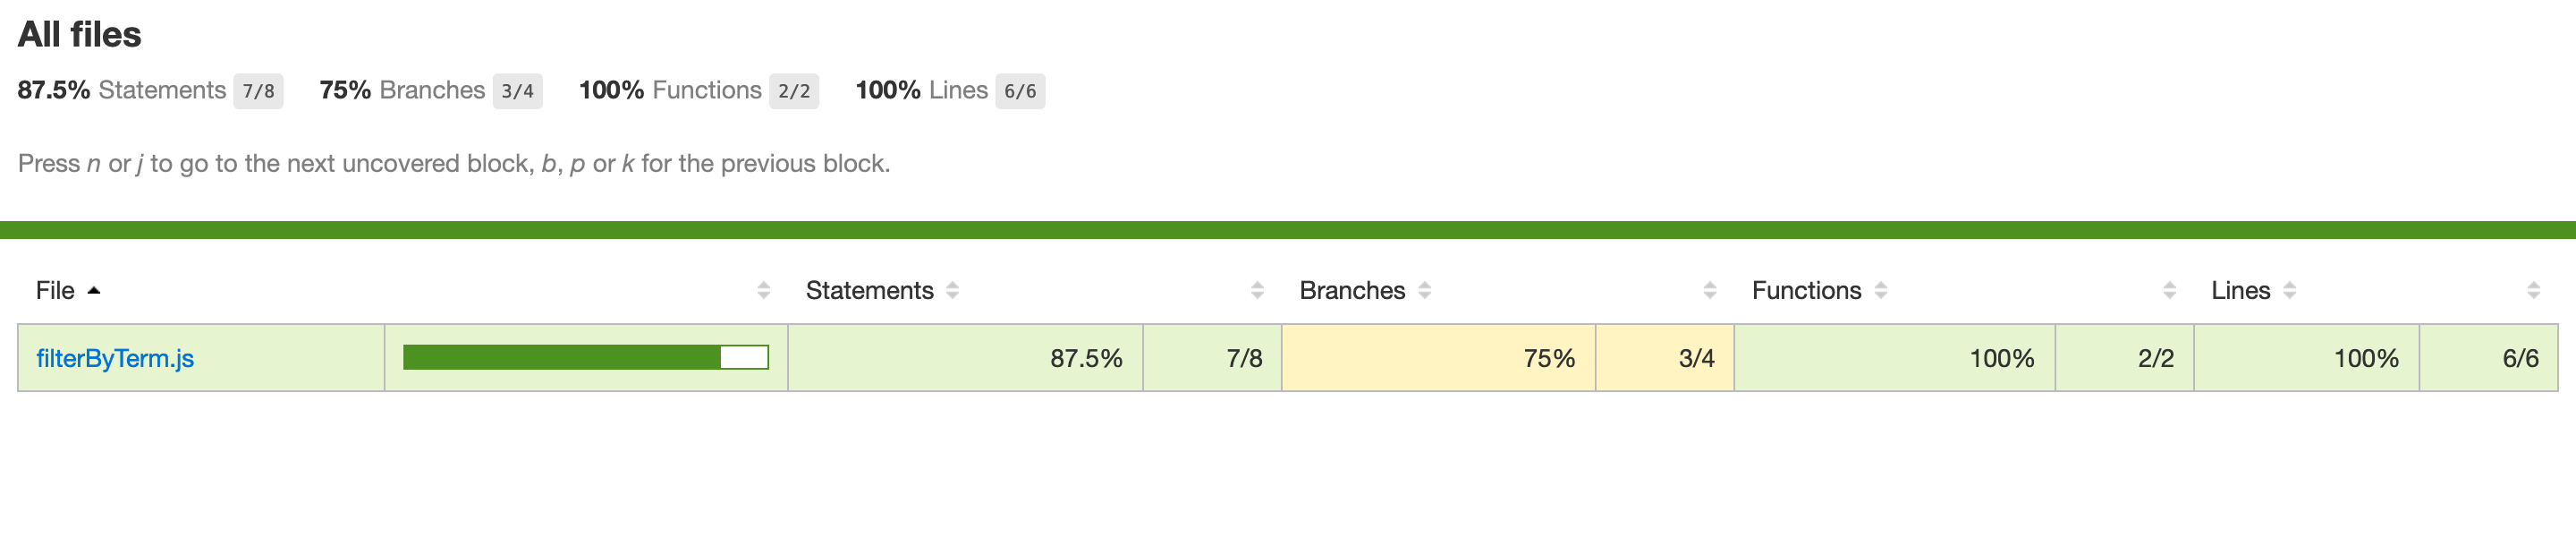 All files
87.5% Statements 7/8 75% Branches 3/4 100% Functions 2/2 100% Lines 6/6
Press n or j to go to the next uncovered block, b, p or k for the previous block.
File Statements Branches Functions Lines
filterByTerm.js 87.5% 7/8 75% 3/4 100% 2/2 100% 6/6